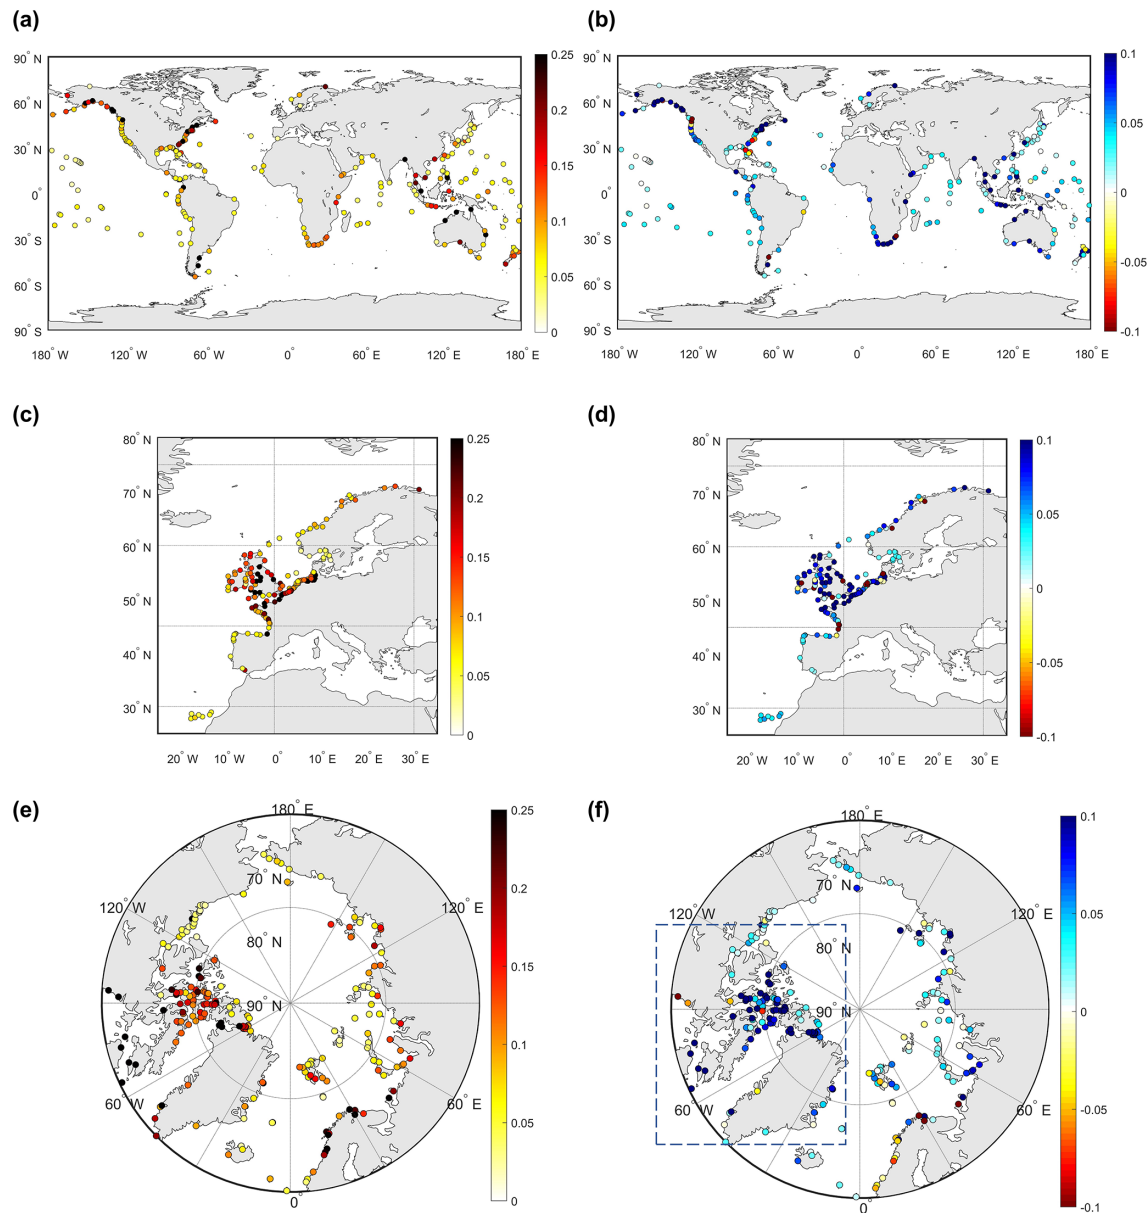 (a)
(b)
90° N
60° N
30° N
0°
30° S
60° S
90° S
180° W
120° W
60° W
0°
60° E
120° E
180° E
0.25
0.2
0.15
0.1
0.05
0
90° N
60° N
30° N
0°
30° S
60° S
90° S
180° W
120° W
60° W
0°
60° E
120° E
180° E
0.1
0.05
0
-0.05
-0.1
(c)
(d)
80° N
70° N
60° N
50° N
40° N
30° N
20° W
10° W
0°
10° E
20° E
30° E
0.25
0.2
0.15
0.1
0.05
0
80° N
70° N
60° N
50° N
40° N
30° N
20° W
10° W
0°
10° E
20° E
30° E
0.1
0.05
0
-0.05
-0.1
(e)
(f)
180° E
70° N
80° N
90° N
120° W
120° E
60° W
60° E
0°
0.25
0.2
0.15
0.1
0.05
0
180° E
70° N
80° N
90° N
120° W
120° E
60° W
60° E
0°
0.1
0.05
0
-0.05
-0.1